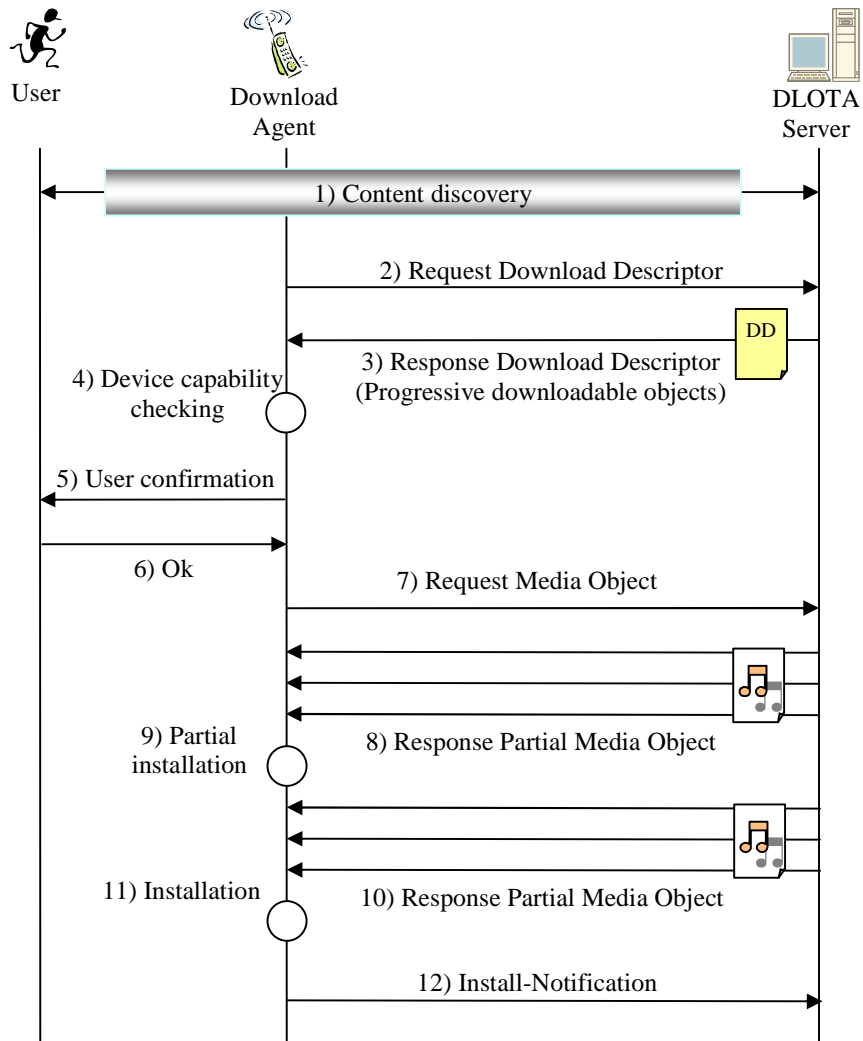 User
Download
Agent
DLOTA
Server
1) Content discovery
2) Request Download Descriptor
DD
3) Response Download Descriptor
(Progressive downloadable objects)
4) Device capability
checking
5) User confirmation
6) Ok
7) Request Media Object
8) Response Partial Media Object
9) Partial
installation
10) Response Partial Media Object
11) Installation
12) Install-Notification